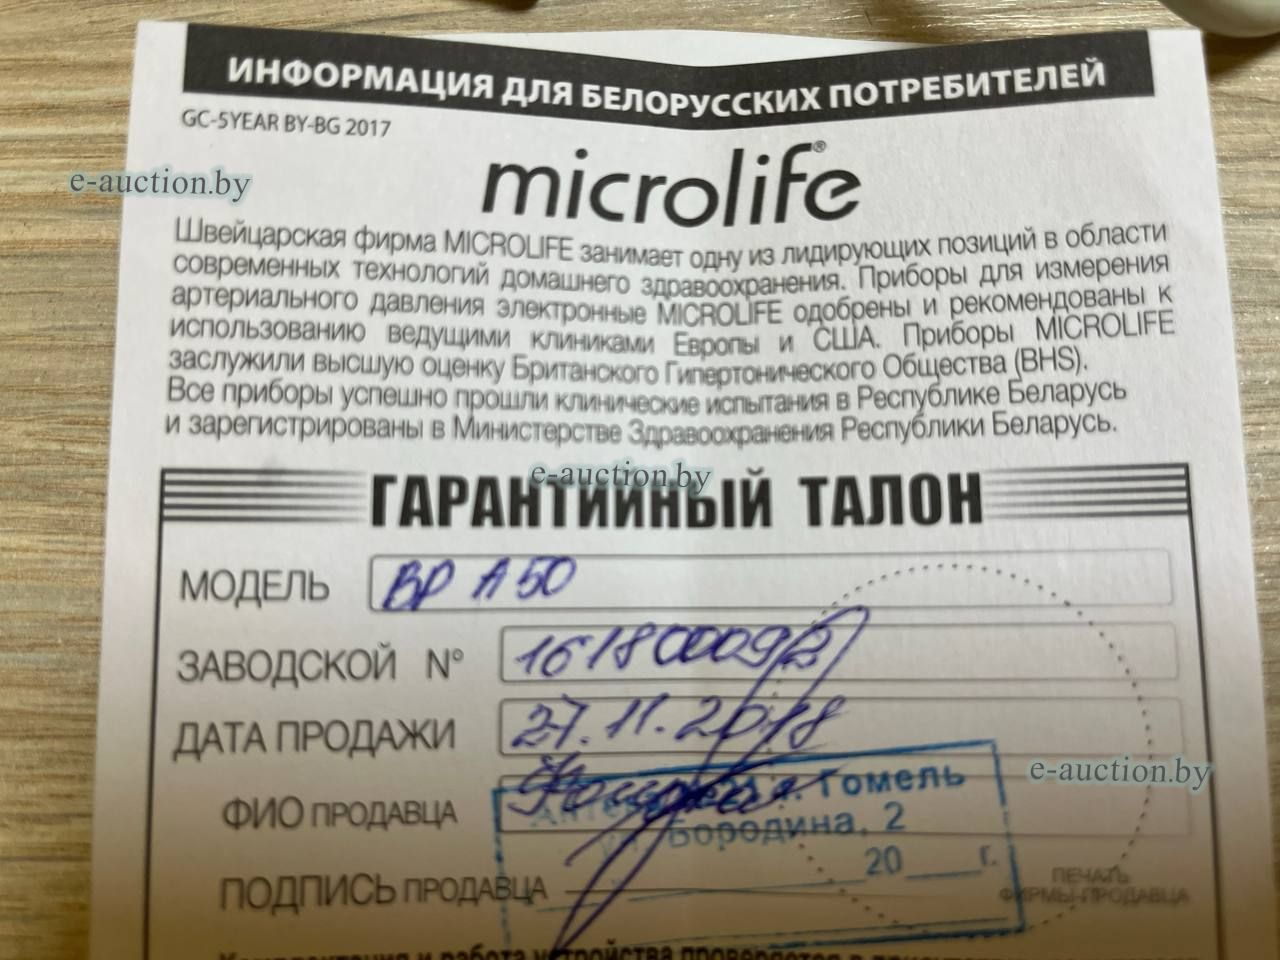 ИНФОРМАЦИЯ ДЛЯ БЕЛОРУССКИХ ПОТРЕБИТЕЛЕЙ
GC-5YEAR BY-BG 2017
microlife®
e-auction.by
Швейцарская фирма MICROLIFE занимает одну из лидирующих позиций в области
современных технологий домашнего здравоохранения. Приборы для измерения
артериального давления электронные MICROLIFE одобрены и рекомендованы к
использованию ведущими клиниками Европы и США. Приборы MICROLIFE
заслужили высшую оценку Британского Гипертонического Общества (BHS).
Все приборы успешно прошли клинические испытания в Республике Беларусь
и зарегистрированы в Министерстве Здравоохранения Республики Беларусь.
e-auction.by
ГАРАНТИЙНЫЙ ТАЛОН
МОДЕЛЬ BP A50
ЗАВОДСКОЙ N°
ДАТА ПРОДАЖИ 27.11.2018
e-auction.by
ФИО ПРОДАВЦА
г. Гомель
Бородина, 2
20 г.
ПОДПИСЬ ПРОДАВЦА
ПЕЧАТЬ
ФИРМЫ-ПРОДАВЦА